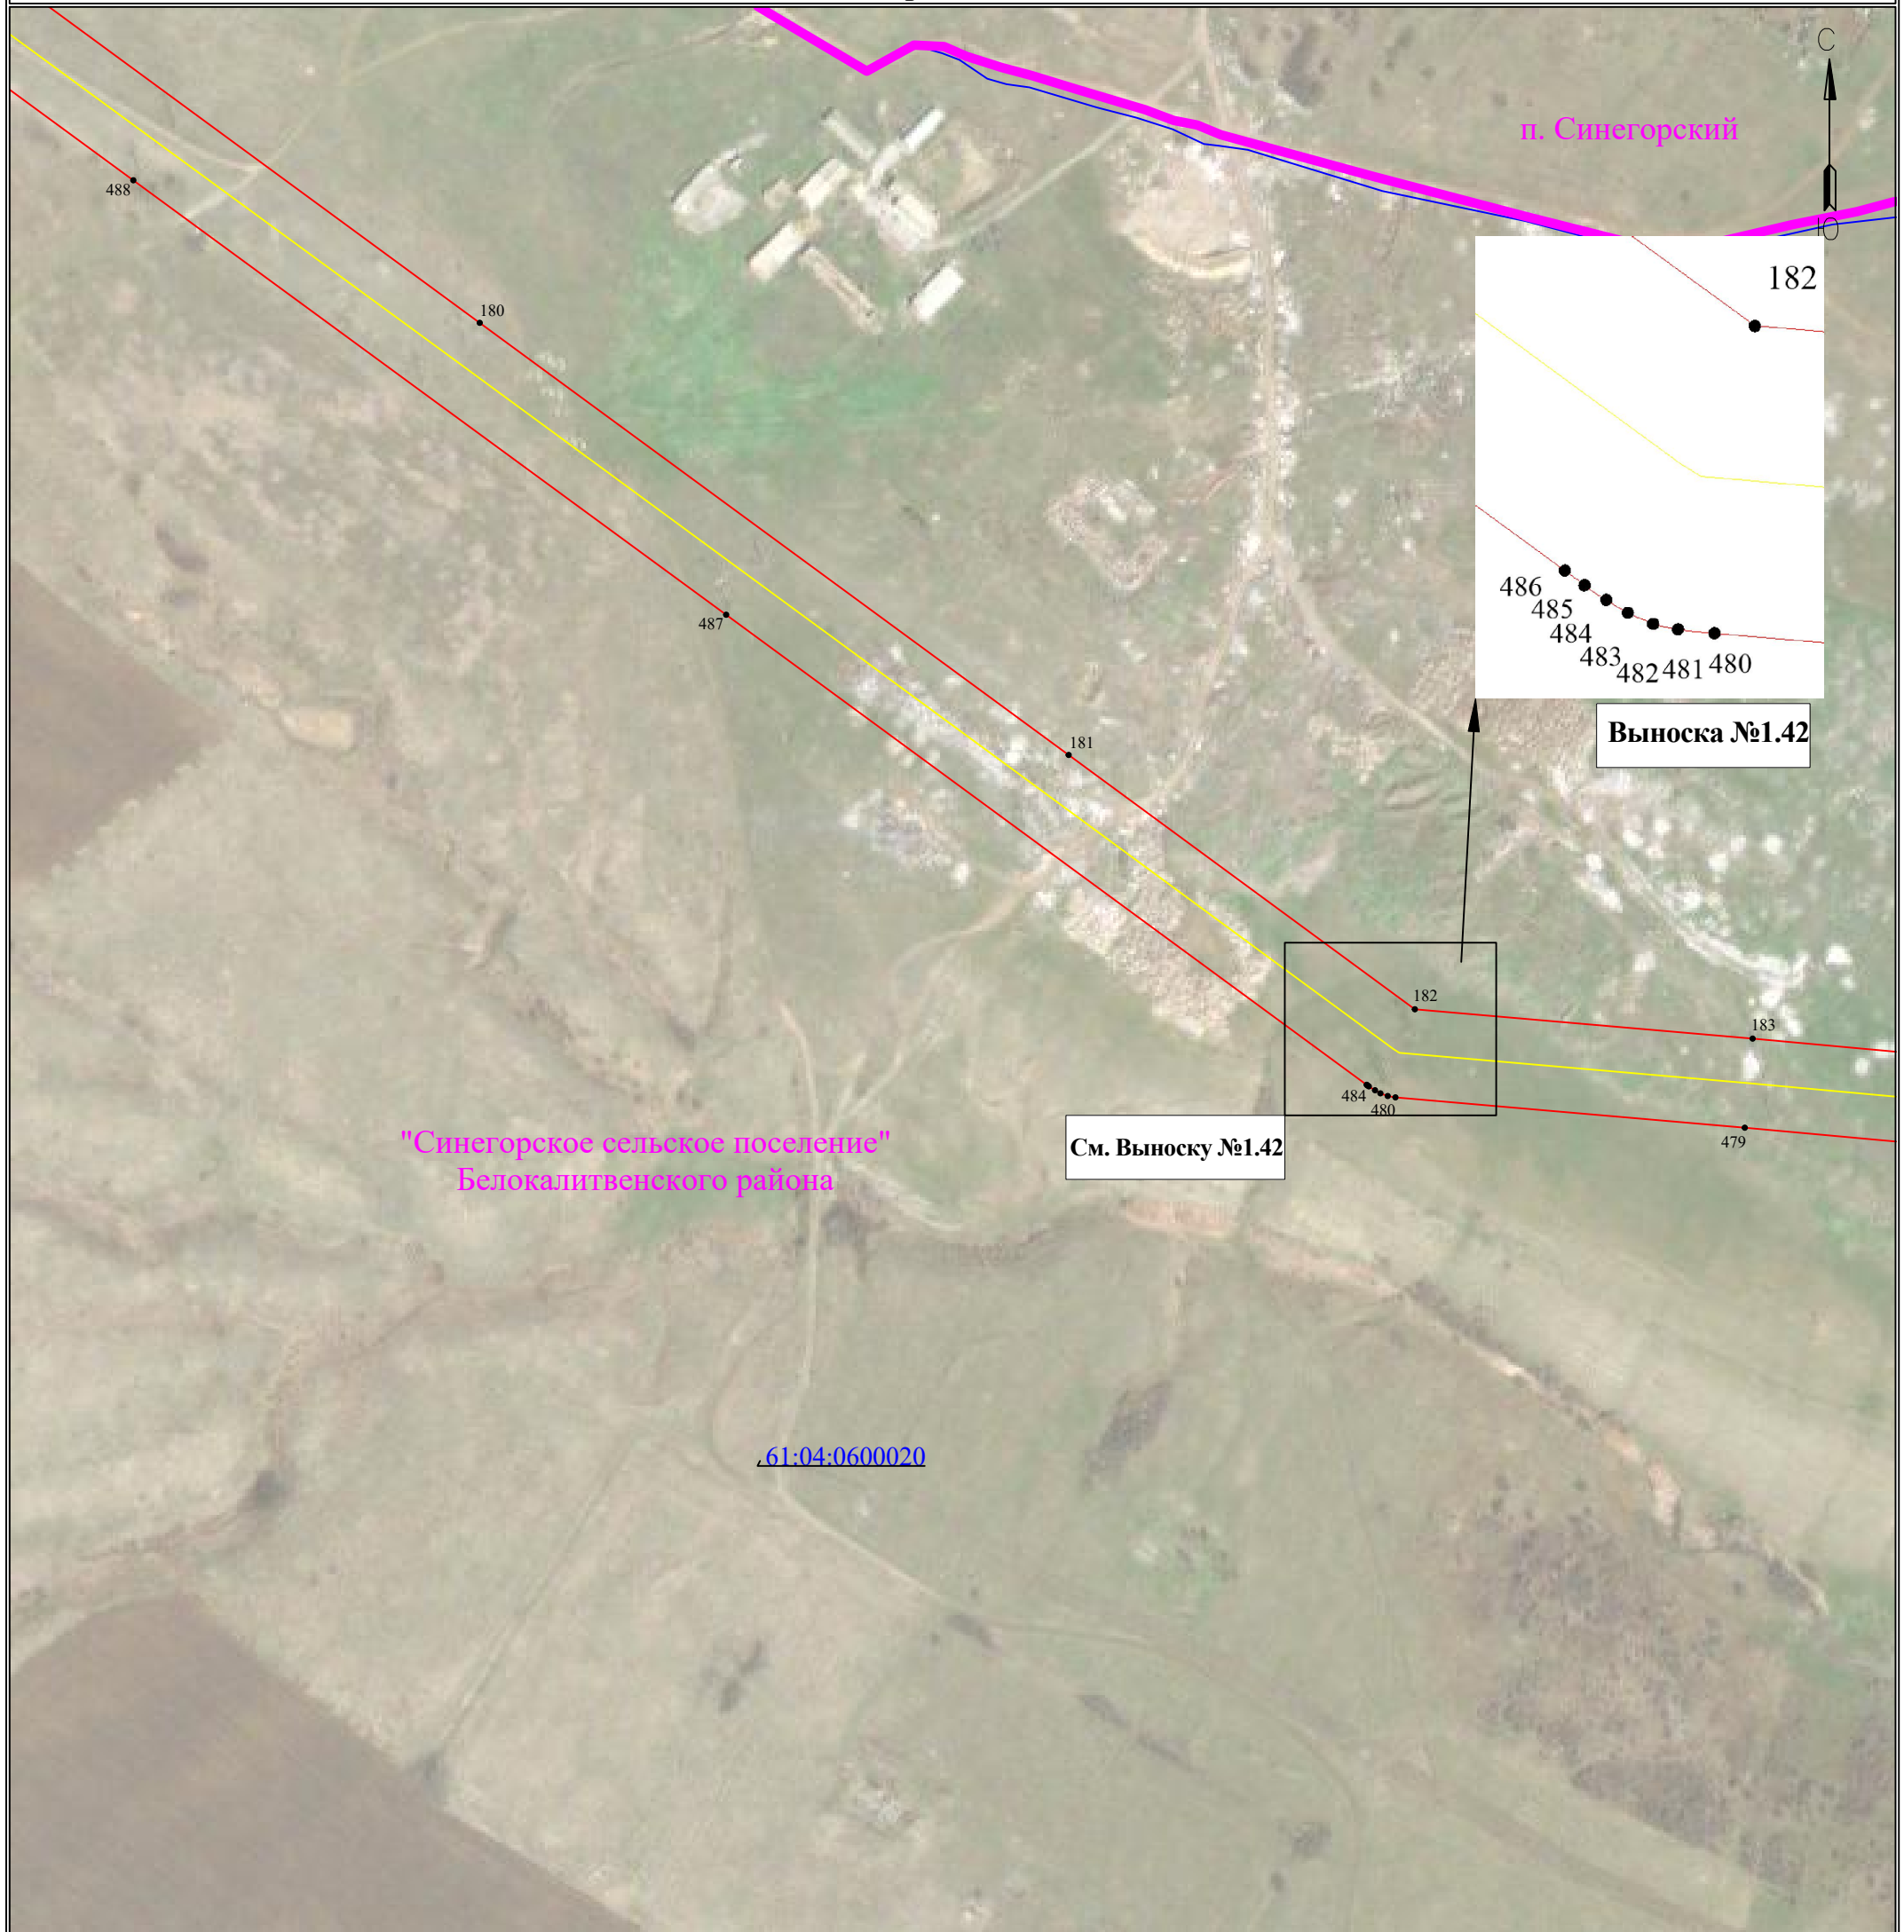 С
п. Синегорский
Ю
488
180
182
486
485
484
483
482
481
480
487
Выноска №1.42
181
182
183
484
480
479
См. Выноску №1.42
"Синегорское сельское поселение"
Белокалитвенского района
61:04:0600020